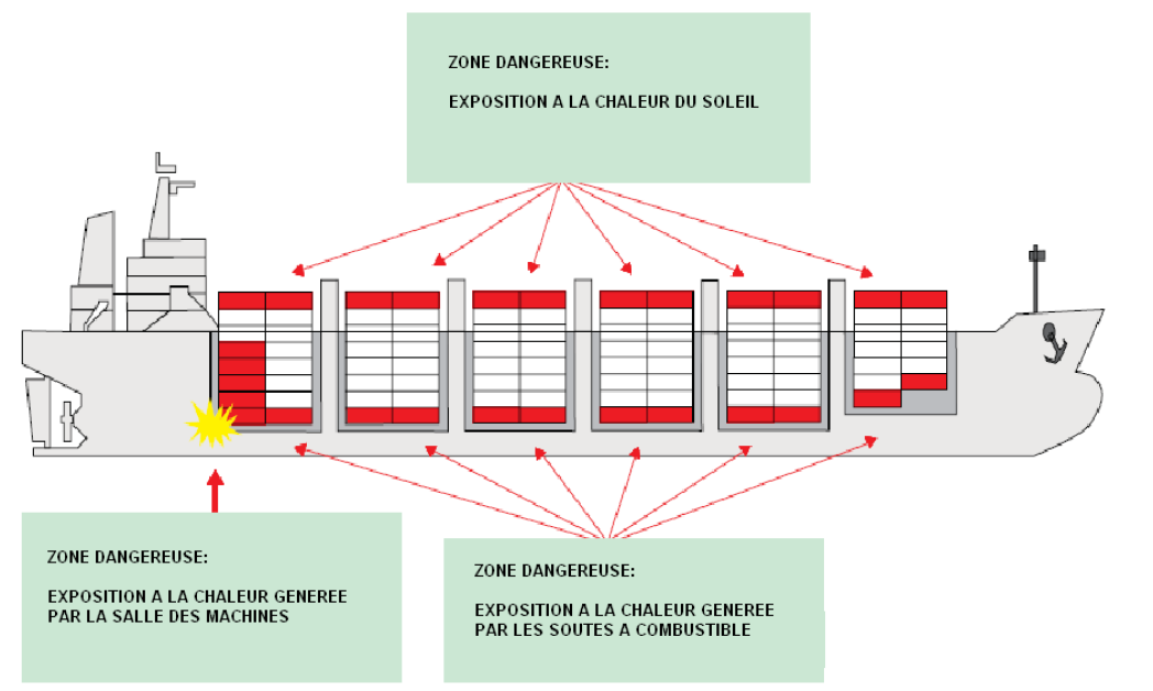 ZONE DANGEREUSE:
EXPOSITION A LA CHALEUR DU SOLEIL
ZONE DANGEREUSE:
EXPOSITION A LA CHALEUR GENEREE
PAR LA SALLE DES MACHINES
ZONE DANGEREUSE:
EXPOSITION A LA CHALEUR GENEREE
PAR LES SOUTES A COMBUSTIBLE